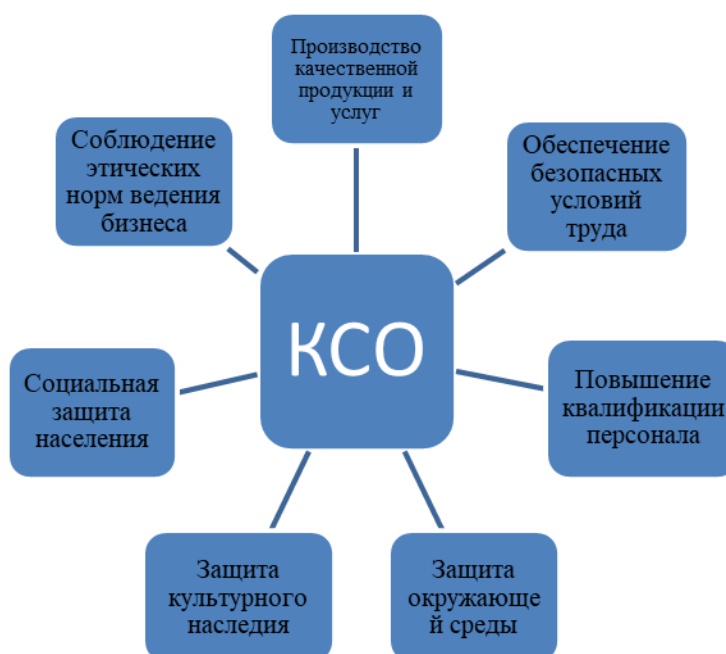 Производство
качественной
продукции и
услуг
Соблюдение
этических
норм ведения
бизнеса
Обеспечение
безопасных
условий
труда
КСО
Социальная
защита
населения
Повышение
квалификации
персонала
Защита
культурного
наследия
Защита
окружающе
й среды